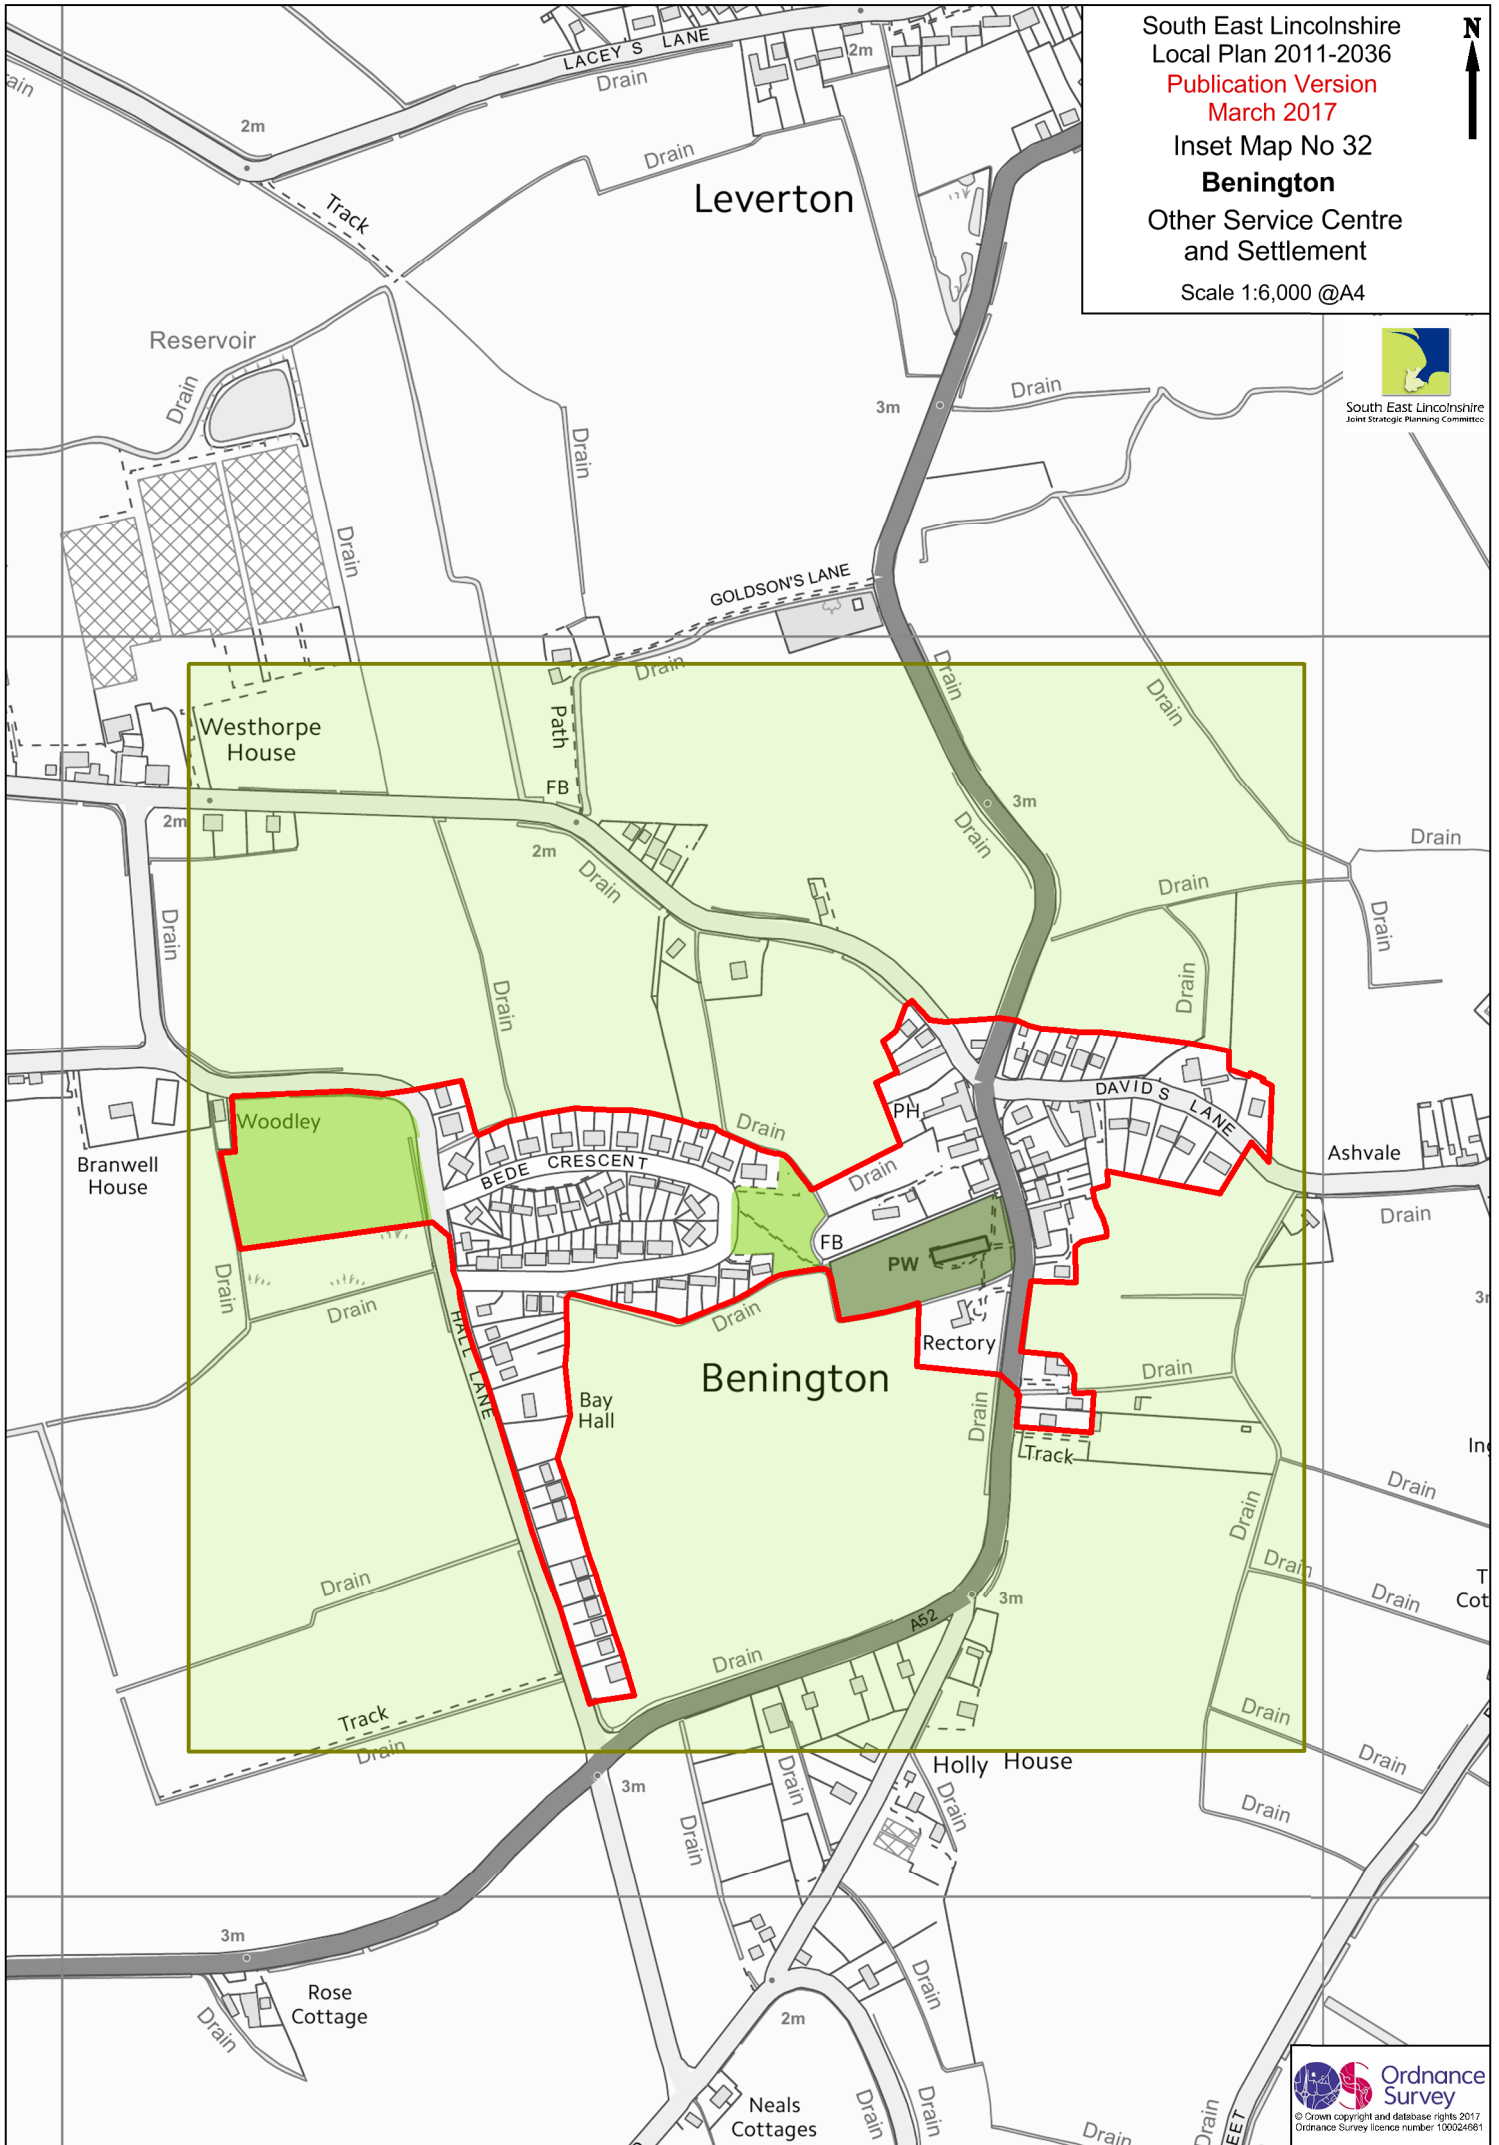 South East Lincolnshire
Local Plan 2011-2036
Publication Version
March 2017
Inset Map No 32
Benington
Other Service Centre
and Settlement
Scale 1:6,000 @A4
N
South East Lincolnshire
Joint Strategic Planning Committee
LACEY'S LANE
Drain
2m
2m
Drain
Leverton
Track
Reservoir
Drain
3m
Drain
Drain
Drain
GOLDSON'S LANE
Drain
Drain
Drain
Path
Westhorpe
House
FB
3m
2m
2m
Drain
Drain
Drain
Drain
Drain
Drain
Drain
Drain
Drain
DAVID'S LANE
PH
Woodley
Drain
Branwell
House
BEDE CRESCENT
Drain
Ashvale
Drain
FB
PW
Drain
Drain
Drain
HALL LANE
Rectory
Benington
Drain
Bay
Hall
Drain
Track
Drain
Drain
Drain
Drain
Drain
3m
A52
Drain
Track
Drain
Drain
Drain
Holly House
3m
Drain
Drain
Drain
Drain
3m
Rose
Cottage
Drain
Drain
2m
Neals
Cottages
Drain
Drain
Drain
Drain
Ordnance
Survey
© Crown copyright and database rights 2017
Ordnance Survey licence number 100024661